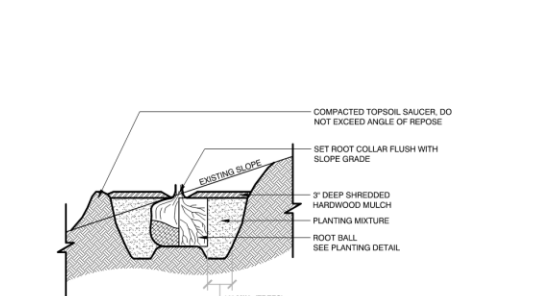 COMPACTED TOPSOIL SAUCER, DO
NOT EXCEED ANGLE OF REPOSE
SET ROOT COLLAR FLUSH WITH
SLOPE GRADE
EXISTING SLOPE
3" DEEP SHREDDED
HARDWOOD MULCH
PLANTING MIXTURE
ROOT BALL
SEE PLANTING DETAIL